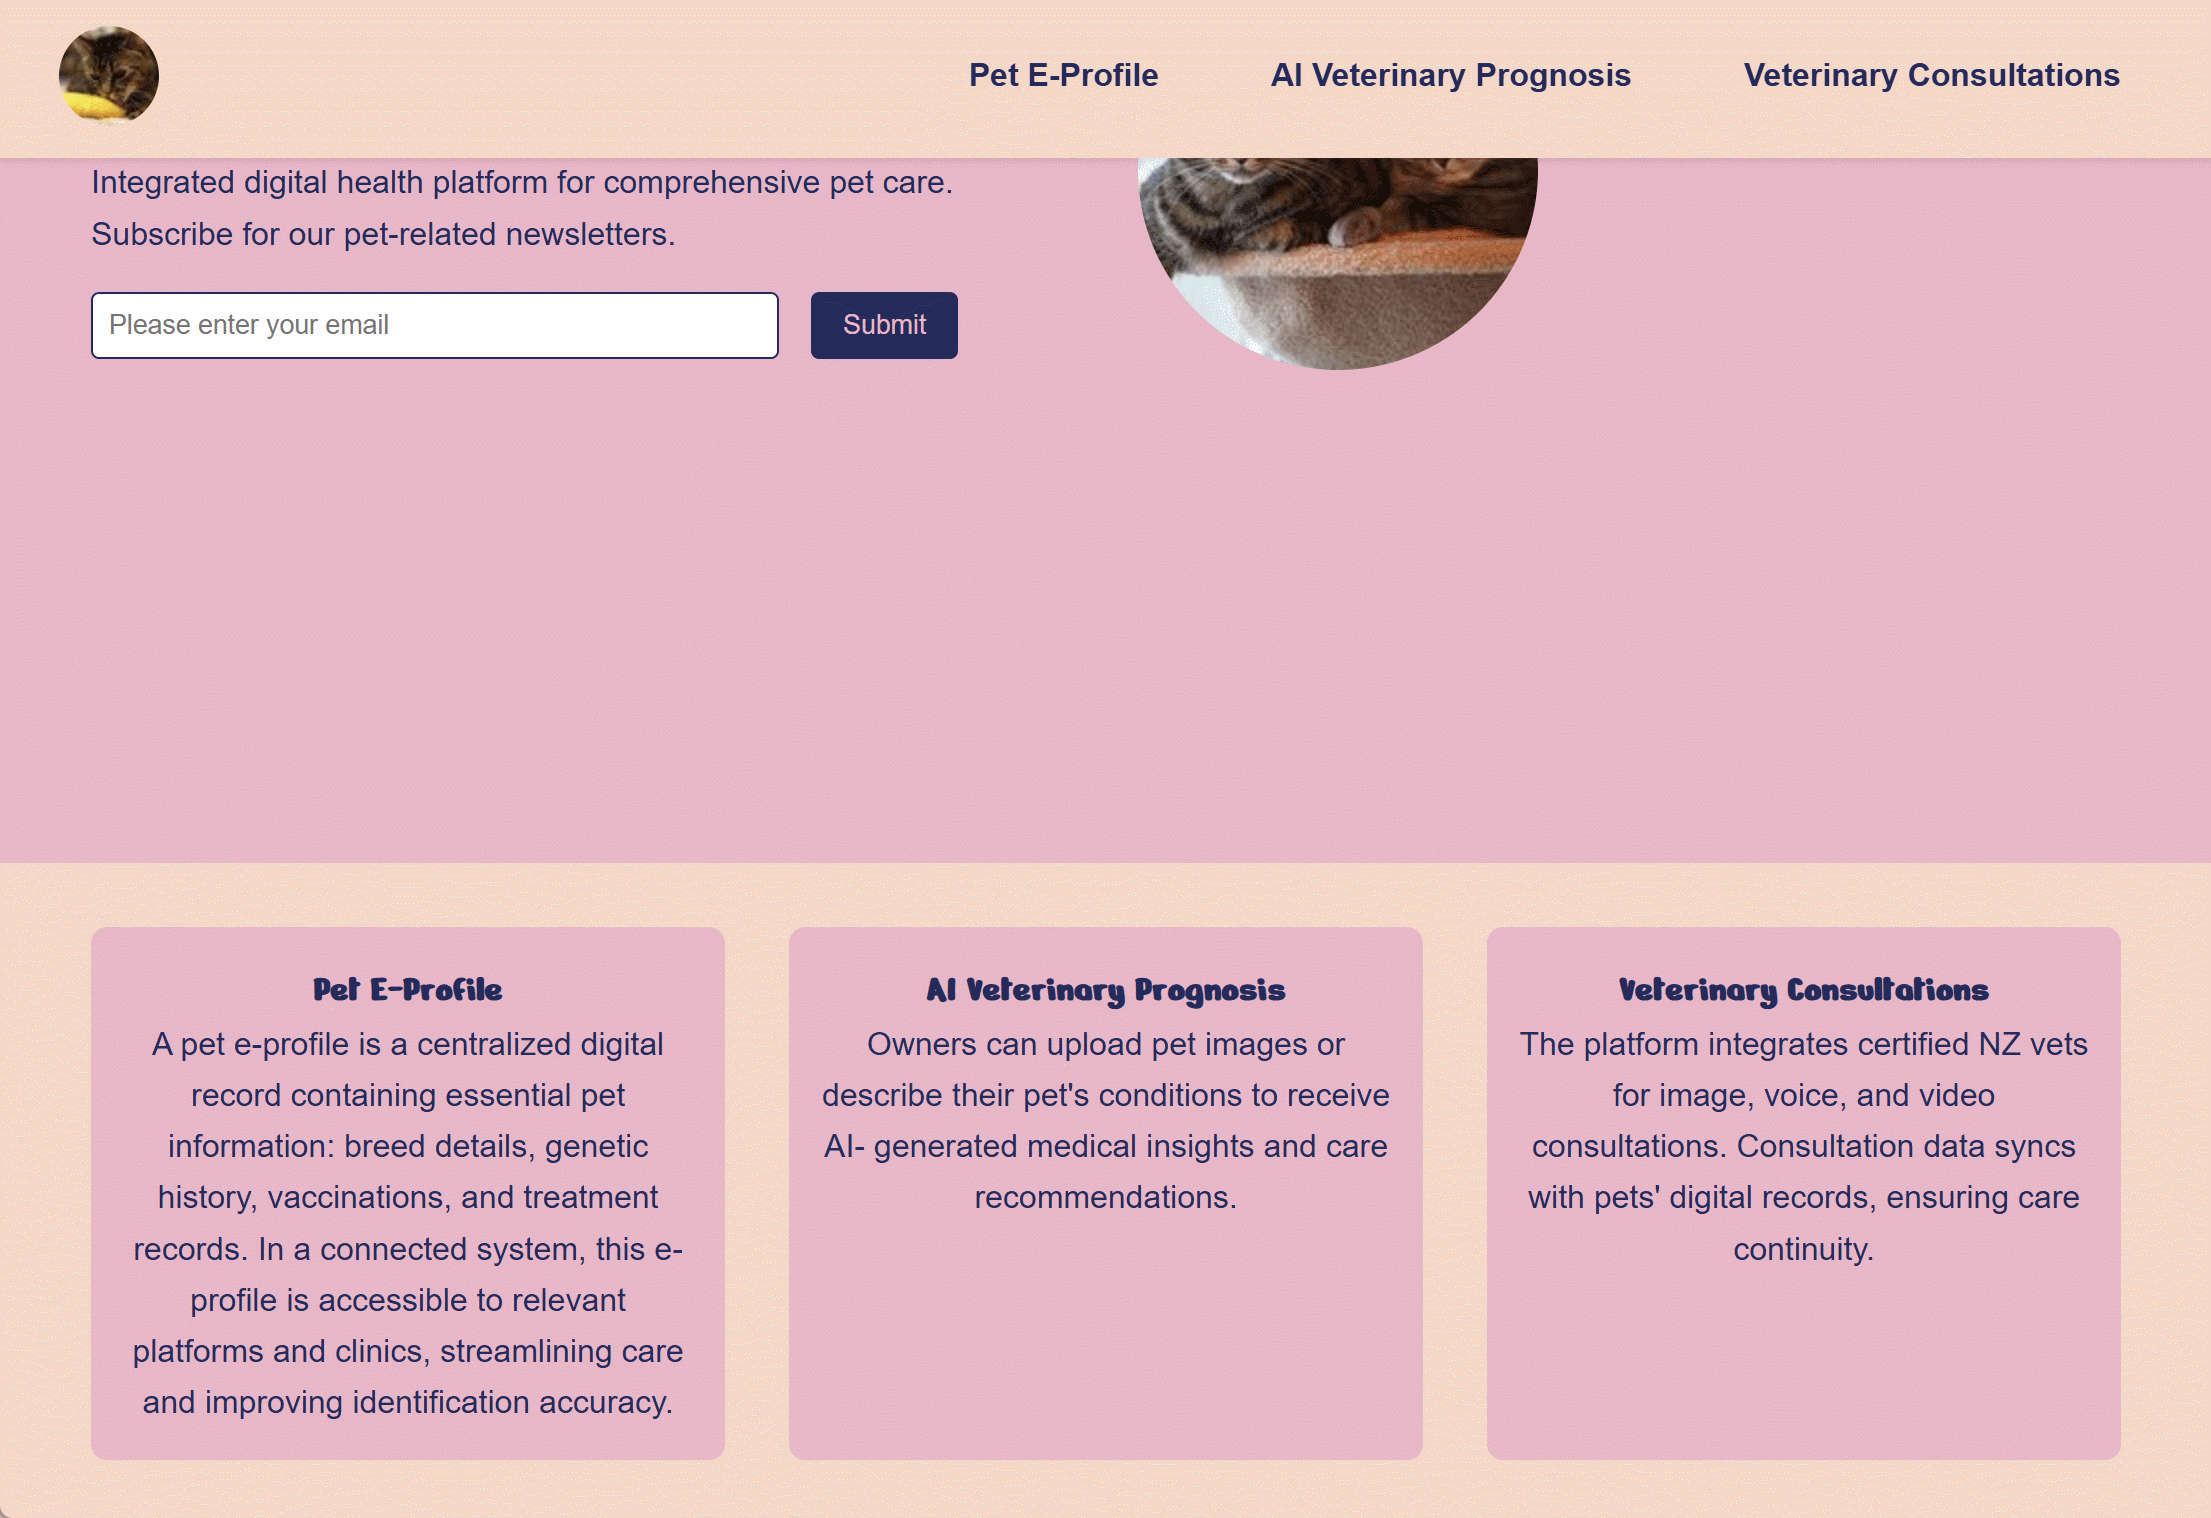 Pet E-Profile
AI Veterinary Prognosis
Veterinary Consultations
Integrated digital health platform for comprehensive pet care.
Subscribe for our pet-related newsletters.
Please enter your email
Submit
Pet E-Profile
A pet e-profile is a centralized digital
record containing essential pet
information: breed details, genetic
history, vaccinations, and treatment
records. In a connected system, this e-
profile is accessible to relevant
platforms and clinics, streamlining care
and improving identification accuracy.
AI Veterinary Prognosis
Owners can upload pet images or
describe their pet's conditions to receive
AI- generated medical insights and care
recommendations.
Veterinary Consultations
The platform integrates certified NZ vets
for image, voice, and video
consultations. Consultation data syncs
with pets' digital records, ensuring care
continuity.